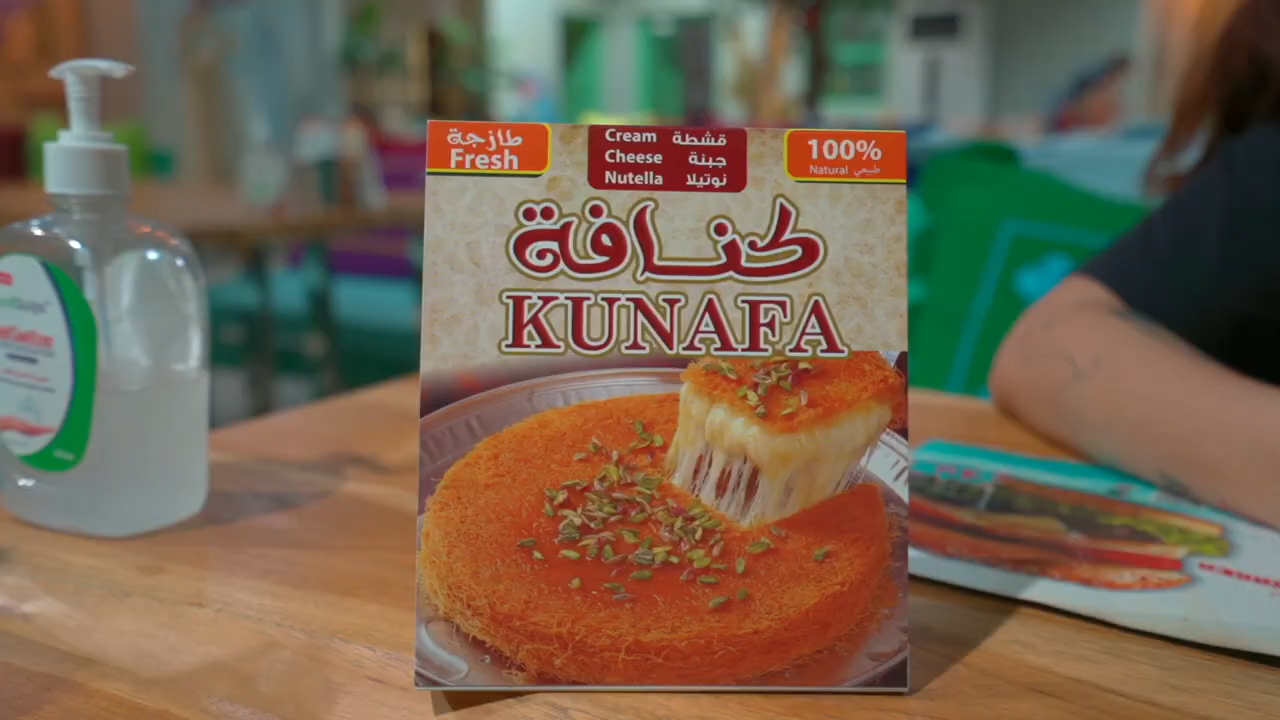 طازجة
Fresh
Cream قشطة
Cheese جبنة
Nutella نوتيلا
100%
Natural طبيعي
كنافة
KUNAFA